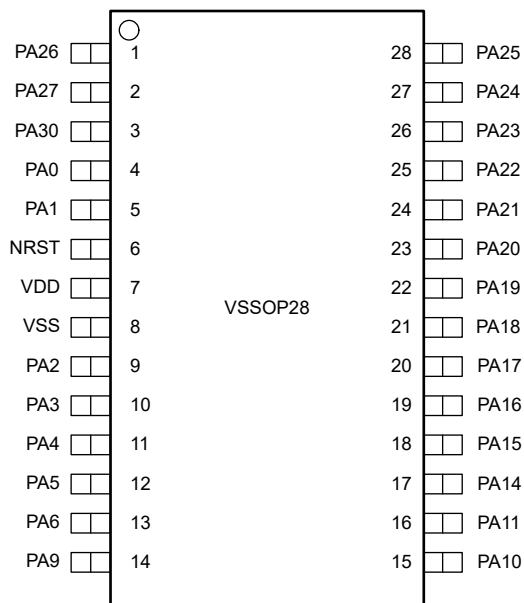 PA26 1 28 PA25
PA27 2 27 PA24
PA30 3 26 PA23
PA0 4 25 PA22
PA1 5 24 PA21
NRST 6 23 PA20
VDD 7 22 PA19
VSSOP28
VSS 8 21 PA18
PA2 9 20 PA17
PA3 10 19 PA16
PA4 11 18 PA15
PA5 12 17 PA14
PA6 13 16 PA11
PA9 14 15 PA10